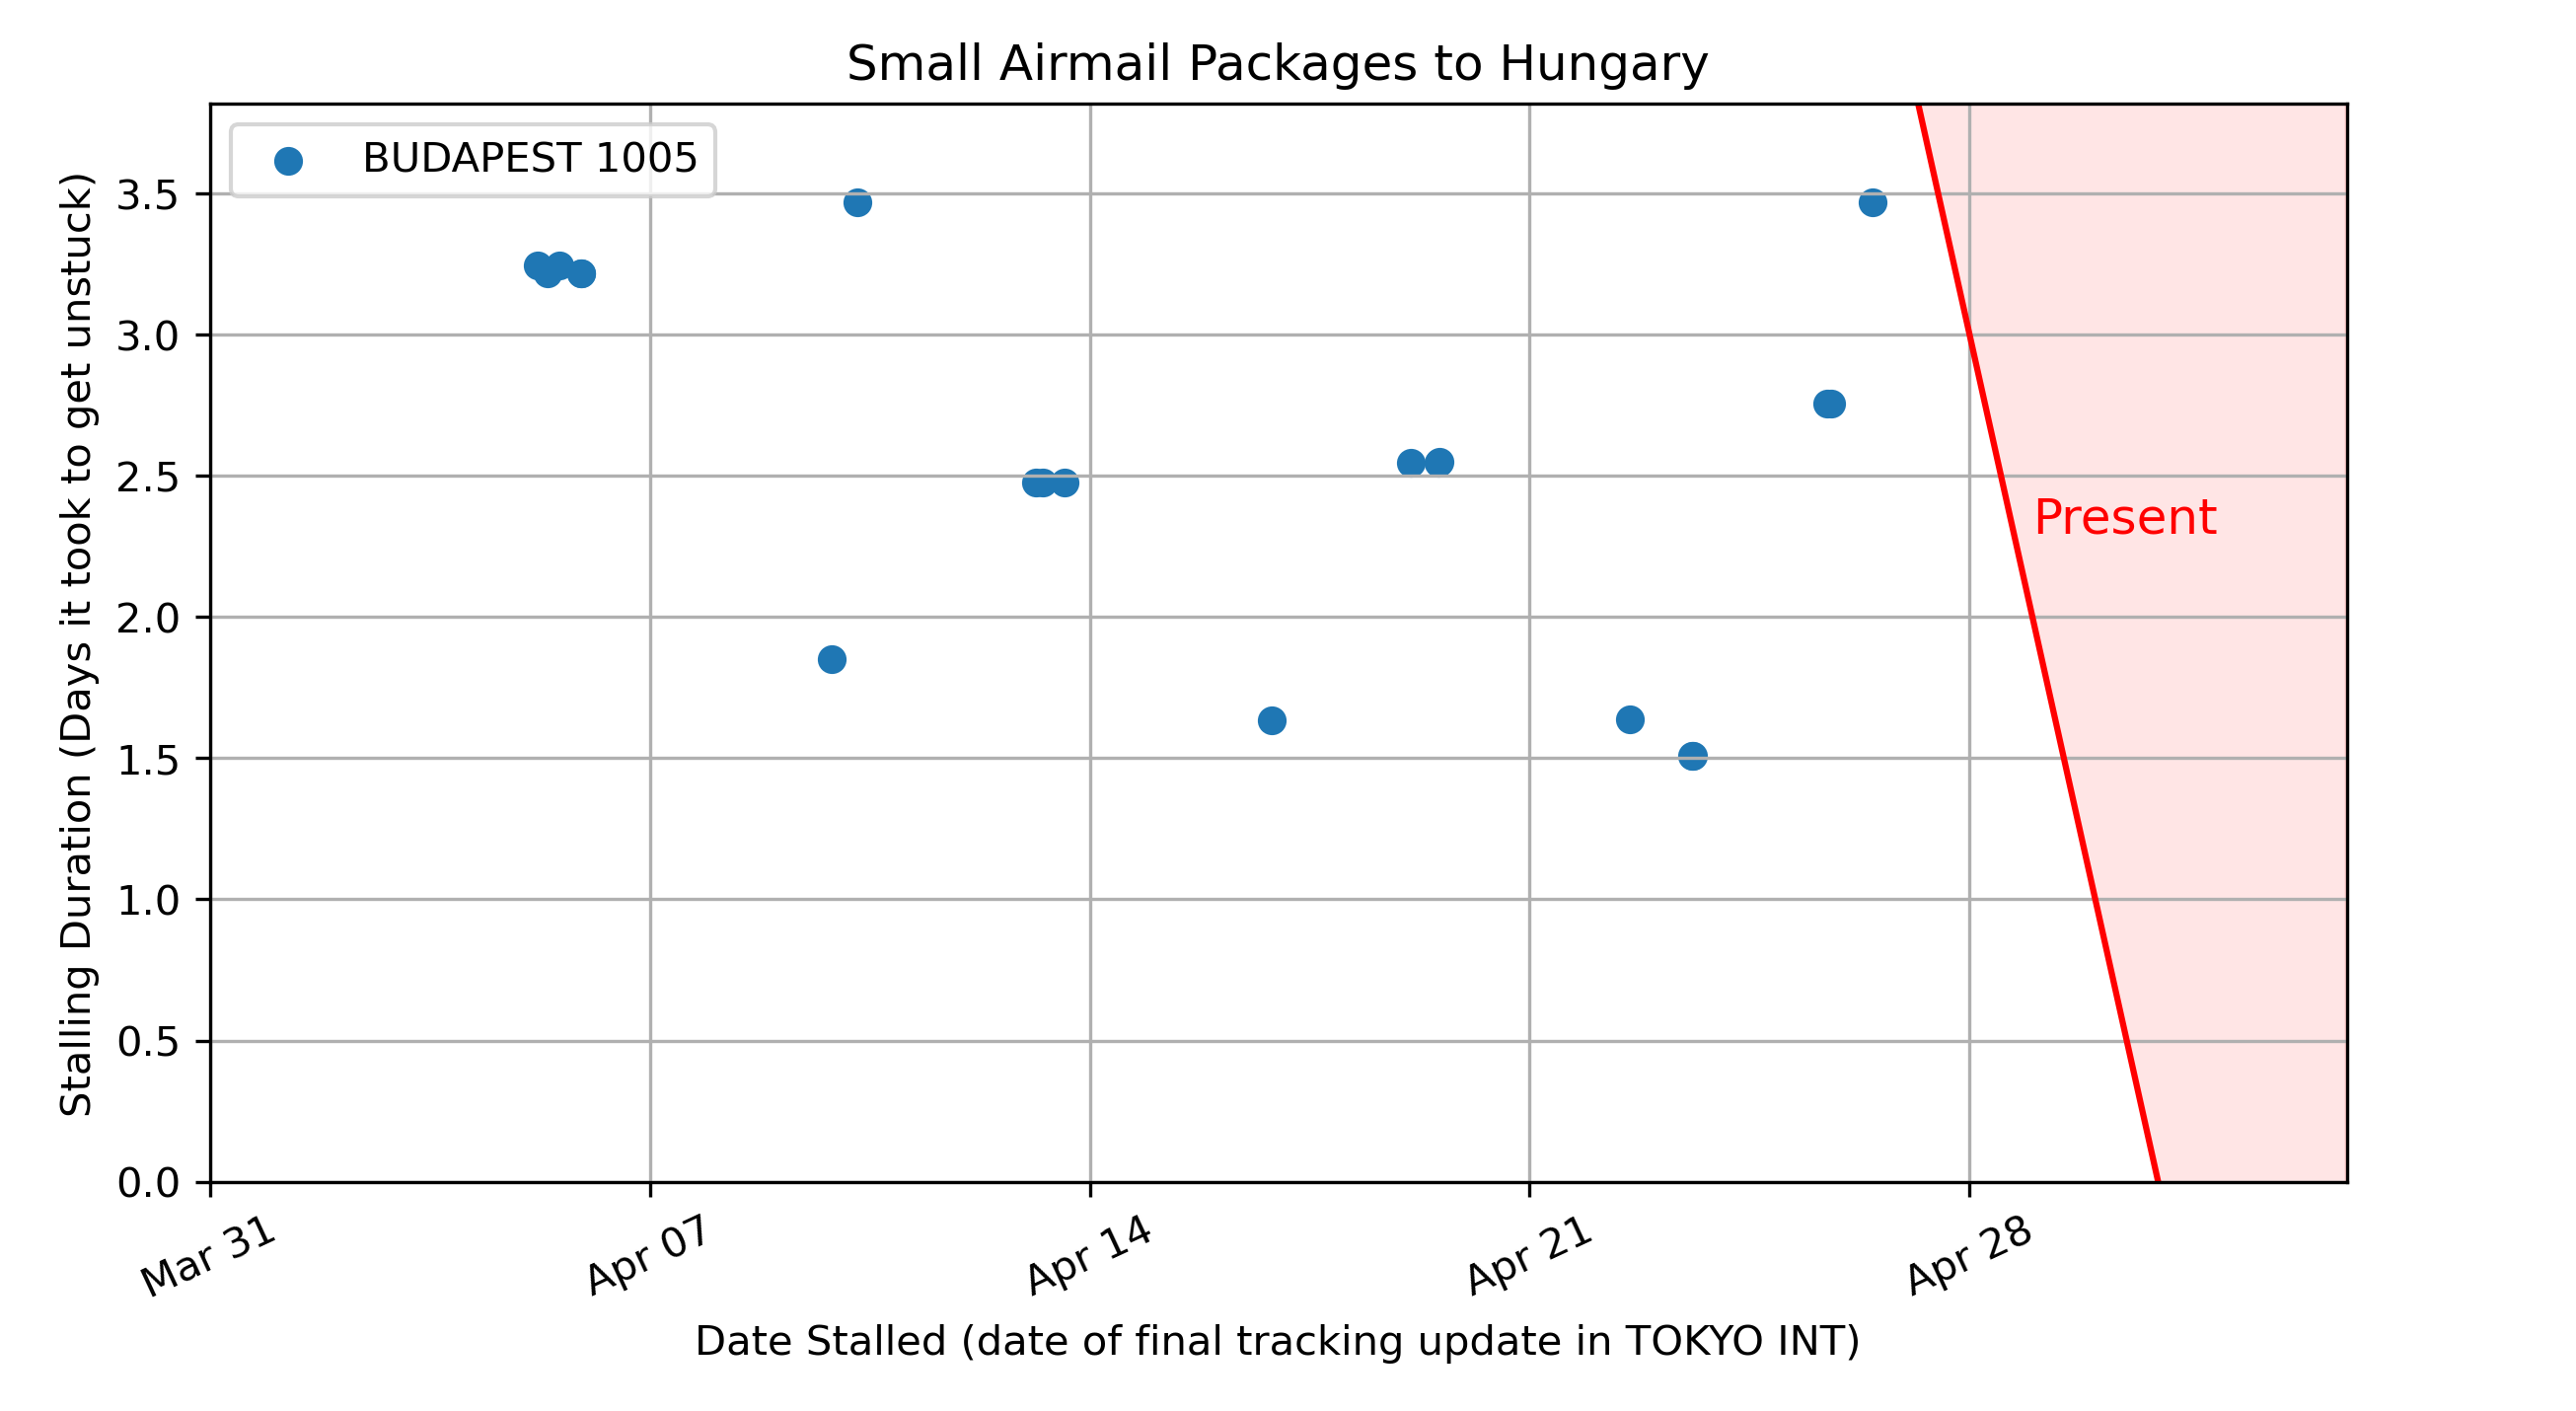 Small Airmail Packages to Hungary
BUDAPEST 1005
Stalling Duration (Days it took to get unstuck)
3.5
3.0
2.5
2.0
1.5
1.0
0.5
0.0
Present
Mar 31
Apr 07
Apr 14
Apr 21
Apr 28
Date Stalled (date of final tracking update in TOKYO INT)